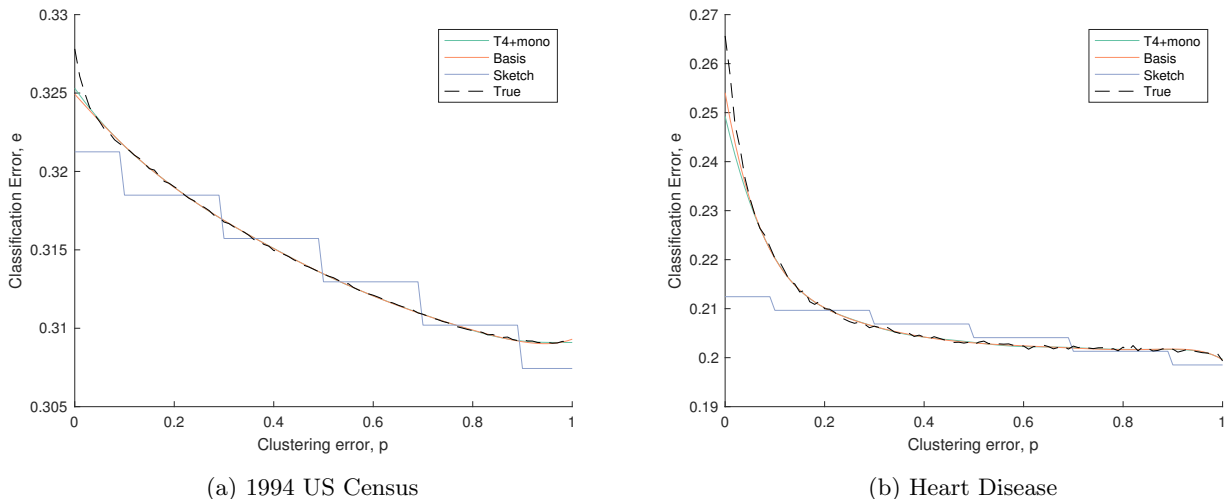 0.33
0.325
0.32
0.315
0.31
0.305
Classification Error, e
0 0.2 0.4 0.6 0.8 1
Clustering error, p
T4+mono
Basis
Sketch
True
(a) 1994 US Census
0.27
0.26
0.25
0.24
0.23
0.22
0.21
0.2
0.19
Classification Error, e
0 0.2 0.4 0.6 0.8 1
Clustering error, p
T4+mono
Basis
Sketch
True
(b) Heart Disease